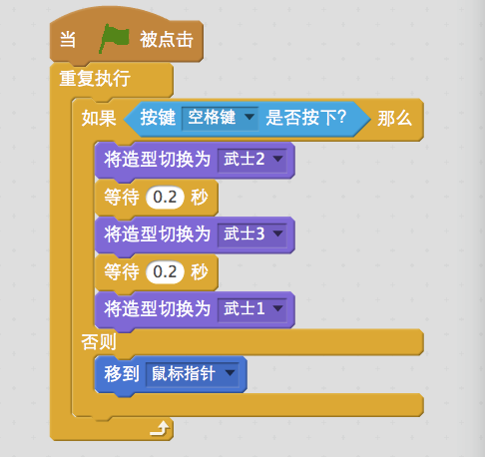 当 被点击
重复执行
如果 按键 空格键 是否按下? 那么
将造型切换为 武士2
等待 0.2 秒
将造型切换为 武士3
等待 0.2 秒
将造型切换为 武士1
否则
移到 鼠标指针